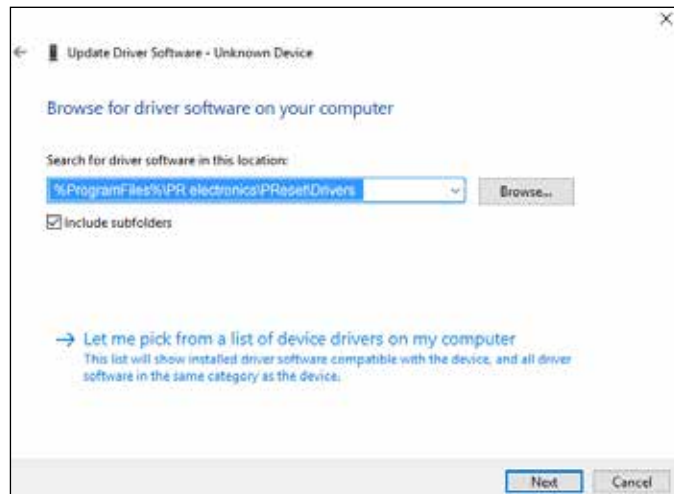 Update Driver Software - Unknown Device
Browse for driver software on your computer
Search for driver software in this location:
%ProgramFiles%\PR electronics\PReset\Drivers
Browse...
Include subfolders
Let me pick from a list of device drivers on my computer
This list will show installed driver software compatible with the device, and all driver
software in the same category as the device.
Next
Cancel